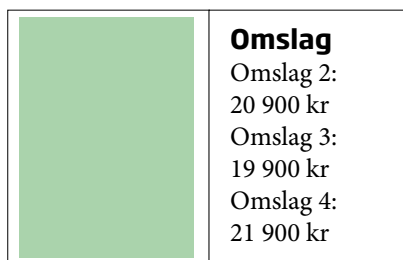 Omslag
Omslag 2:
20 900 kr
Omslag 3:
19 900 kr
Omslag 4:
21 900 kr